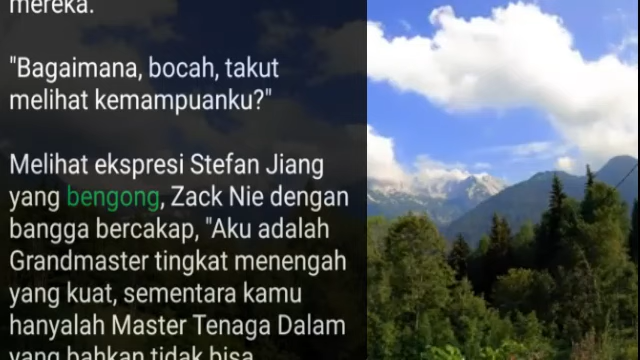 mereka.
"Bagaimana, bocah, takut
melihat kemampuanku?"
Melihat ekspresi Stefan Jiang
yang bengong, Zack Nie dengan
bangga bercakap, "Aku adalah
Grandmaster tingkat menengah
yang kuat, sementara kamu
hanyalah Master Tenaga Dalam
yang bahkan tidak bisa